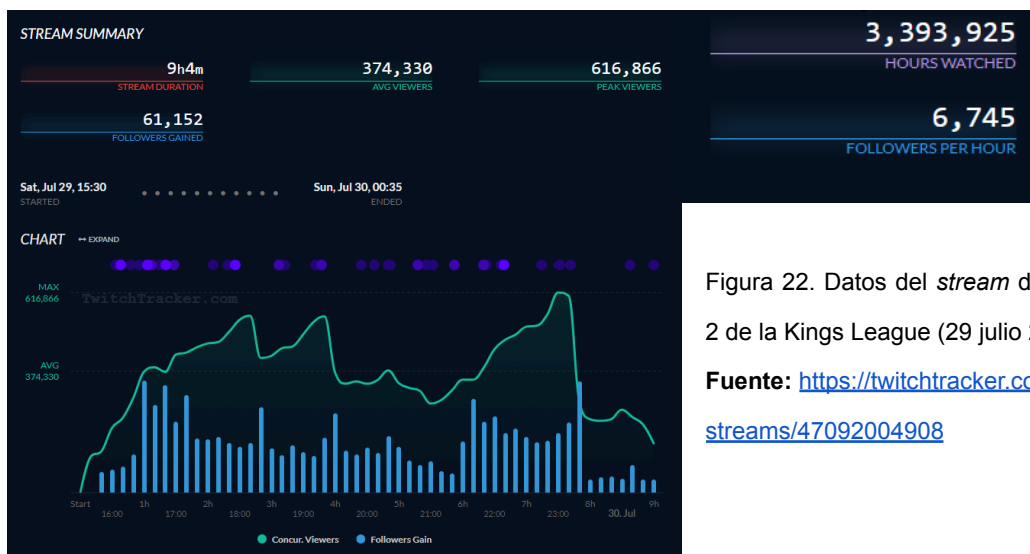 STREAM SUMMARY
9h4m
STREAM DURATION
374,330
AVG VIEWERS
616,866
PEAK VIEWERS
3,393,925
HOURS WATCHED
61,152
FOLLOWERS GAINED
6,745
FOLLOWERS PER HOUR
Sat, Jul 29, 15:30
STARTED
Sun, Jul 30, 00:35
ENDED
CHART ↔ EXPAND
MAX
616,866
TwitchTracker.com
AVG
374,330
Start 1h 2h 3h 4h 5h 6h 7h 8h 9h
16:00 17:00 18:00 19:00 20:00 21:00 22:00 23:00 30. Jul
Concur. Viewers Followers Gain
Figura 22. Datos del stream d
2 de la Kings League (29 julio
Fuente: https://twitchtracker.co
streams/47092004908